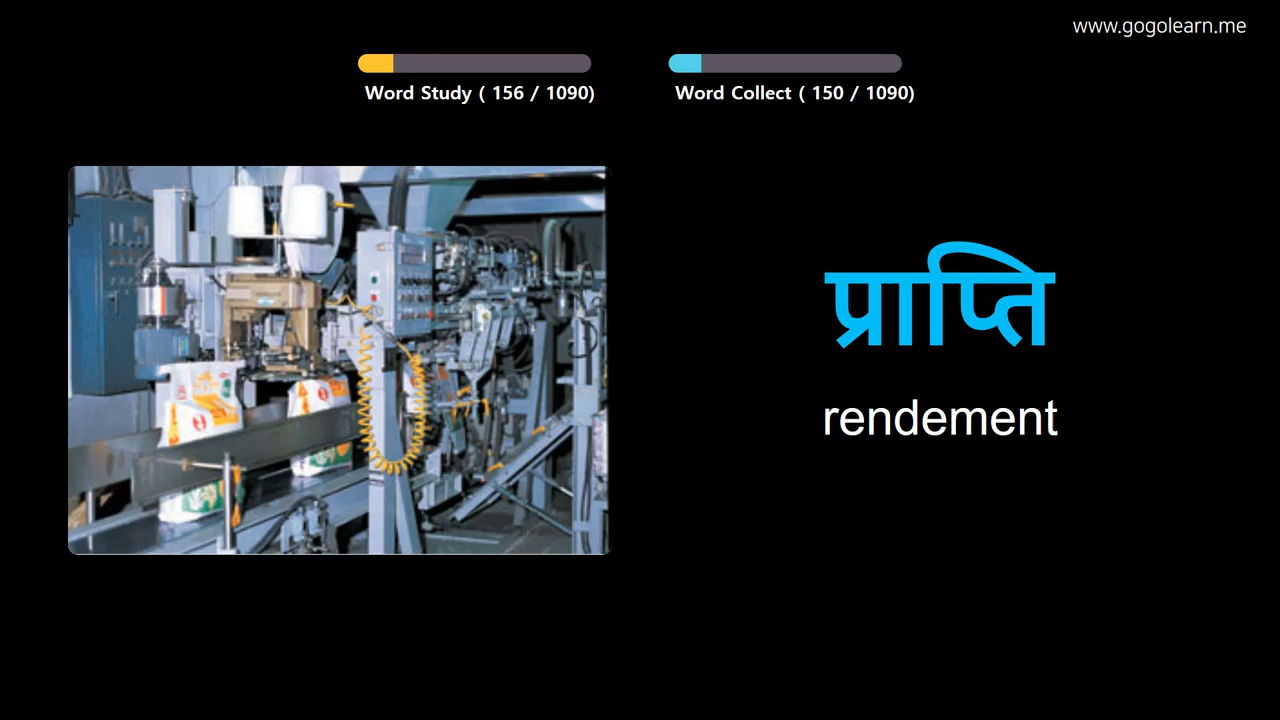 www.gogolearn.me
Word Study ( 156 / 1090)
Word Collect ( 150 / 1090)
प्राप्ति
rendement